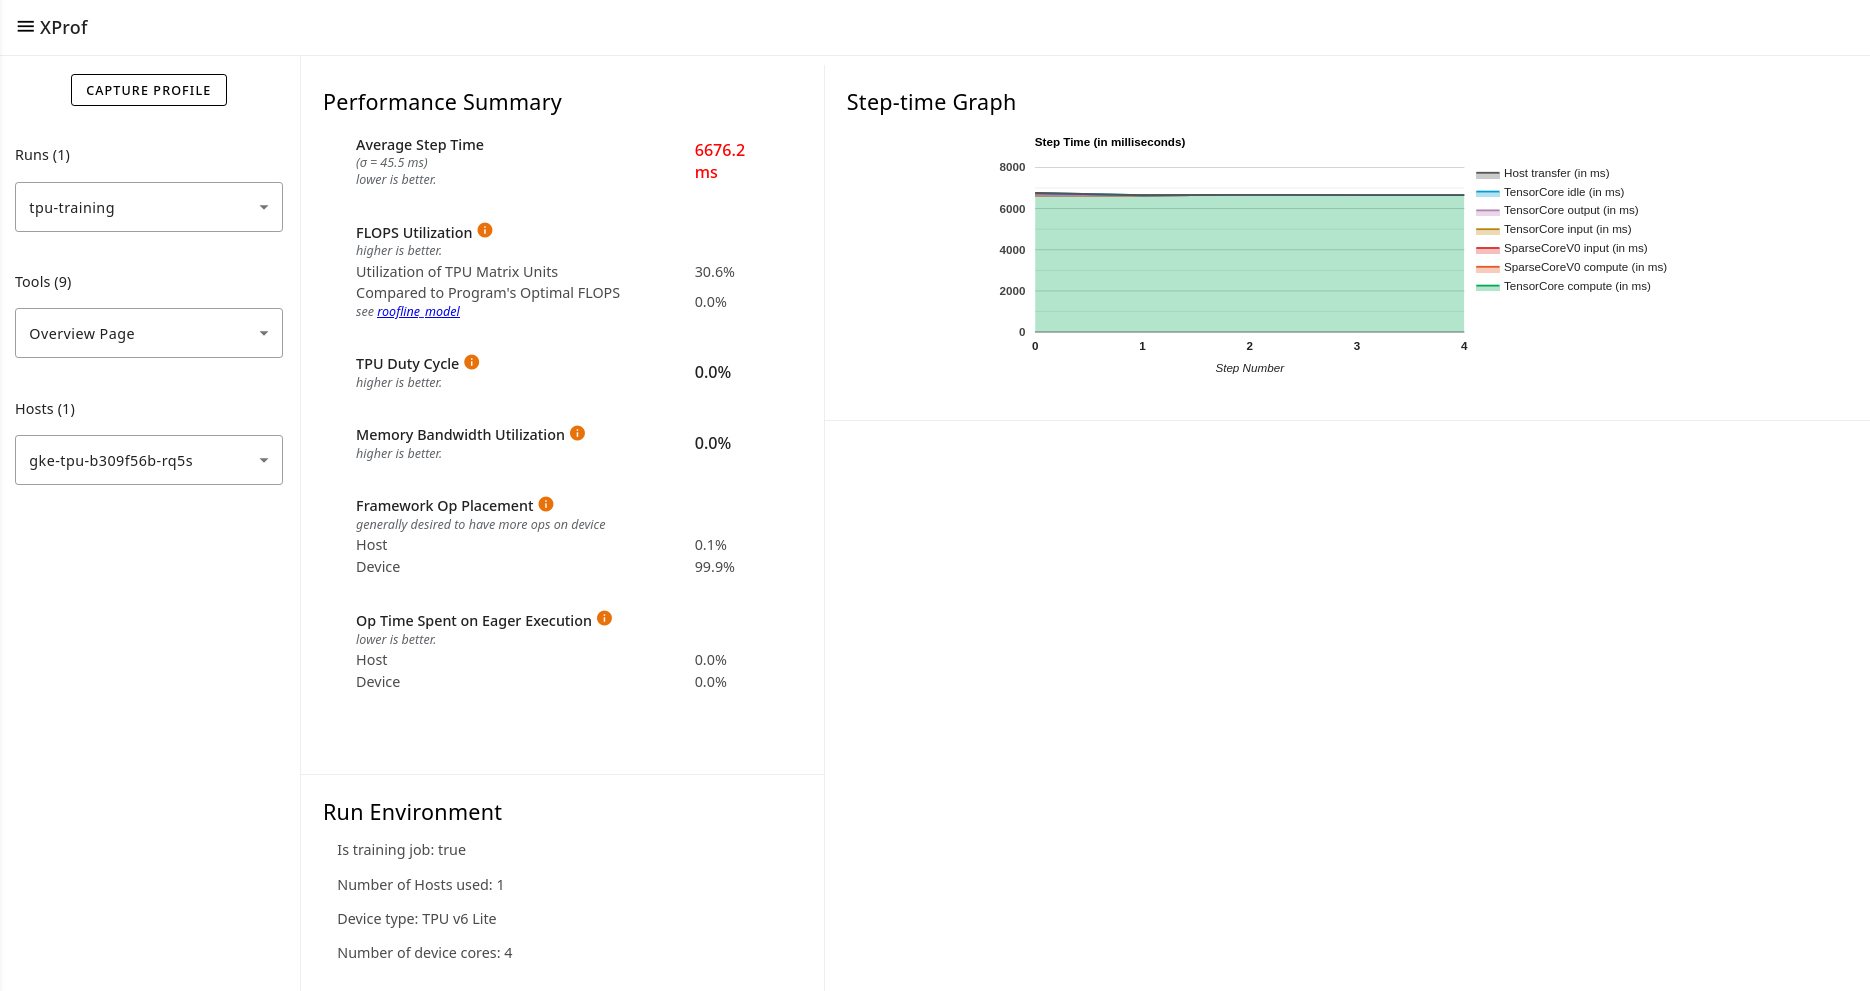 XProf
CAPTURE PROFILE
Runs (1)
tpu-training
Tools (9)
Overview Page
Hosts (1)
gke-tpu-b309f56b-rq5s
Performance Summary
Average Step Time
(σ = 45.5 ms)
lower is better.
6676.2
ms
FLOPS Utilization
higher is better.
Utilization of TPU Matrix Units 30.6%
Compared to Program's Optimal FLOPS
see roofline_model
0.0%
TPU Duty Cycle
higher is better.
0.0%
Memory Bandwidth Utilization
higher is better.
0.0%
Framework Op Placement
generally desired to have more ops on device
Host 0.1%
Device 99.9%
Op Time Spent on Eager Execution
lower is better.
Host 0.0%
Device 0.0%
Run Environment
Is training job: true
Number of Hosts used: 1
Device type: TPU v6 Lite
Number of device cores: 4
Step-time Graph
Step Time (in milliseconds)
8000
6000
4000
2000
0
0 1 2 3 4
Step Number
Host transfer (in ms)
TensorCore idle (in ms)
TensorCore output (in ms)
TensorCore input (in ms)
SparseCoreV0 input (in ms)
SparseCoreV0 compute (in ms)
TensorCore compute (in ms)